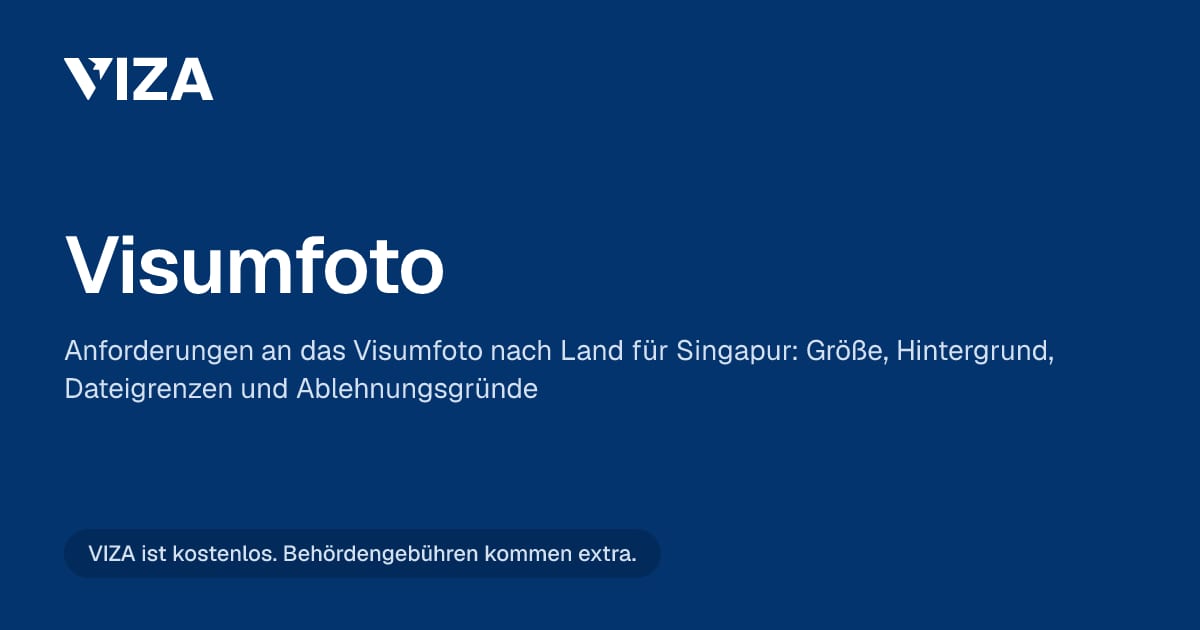 VIZA
Visumfoto
Anforderungen an das Visumfoto nach Land für Singapur: Größe, Hintergrund,
Dateigrenzen und Ablehnungsgründe
VIZA ist kostenlos. Behördengebühren kommen extra.